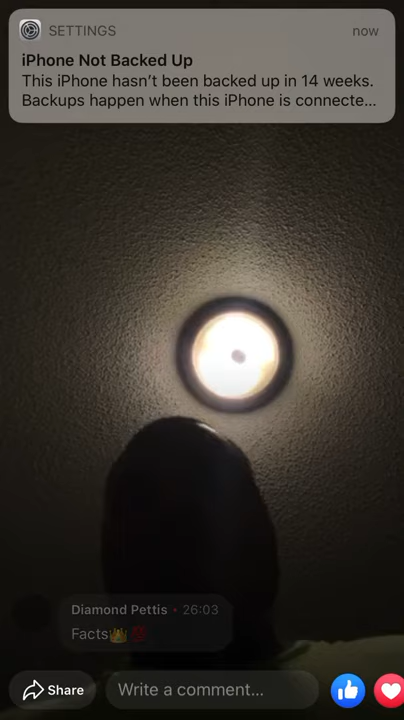 SETTINGS now
iPhone Not Backed Up
This iPhone hasn't been backed up in 14 weeks.
Backups happen when this iPhone is connecte...
Diamond Pettis • 26:03
Facts👑💯
Share
Write a comment...